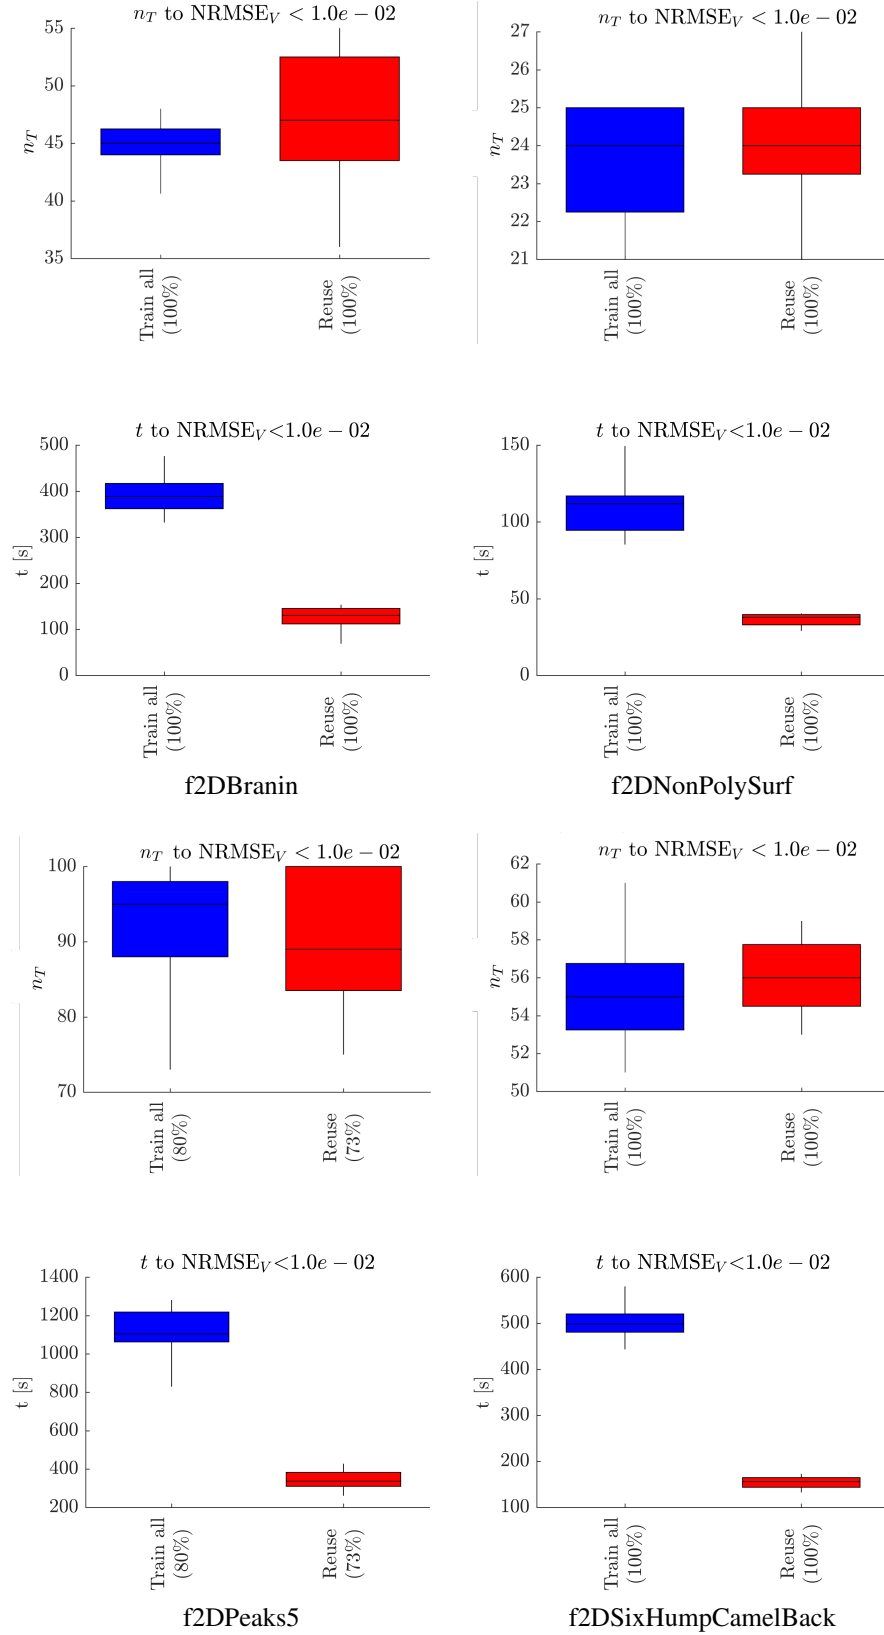 n_T to NRMSE_V < 1.0e − 02
55
50
45
40
35
n_T
Train all
(100%)
Reuse
(100%)
n_T to NRMSE_V < 1.0e − 02
27
26
25
24
23
22
21
n_T
Train all
(100%)
Reuse
(100%)
t to NRMSE_V<1.0e − 02
500
400
300
200
100
0
t [s]
Train all
(100%)
Reuse
(100%)
f2DBranin
t to NRMSE_V<1.0e − 02
150
100
50
0
t [s]
Train all
(100%)
Reuse
(100%)
f2DNonPolySurf
n_T to NRMSE_V < 1.0e − 02
100
90
80
70
n_T
Train all
(80%)
Reuse
(73%)
n_T to NRMSE_V < 1.0e − 02
62
60
58
56
54
52
50
n_T
Train all
(100%)
Reuse
(100%)
t to NRMSE_V<1.0e − 02
1400
1200
1000
800
600
400
200
t [s]
Train all
(80%)
Reuse
(73%)
f2DPeaks5
t to NRMSE_V<1.0e − 02
600
500
400
300
200
100
t [s]
Train all
(100%)
Reuse
(100%)
f2DSixHumpCamelBack